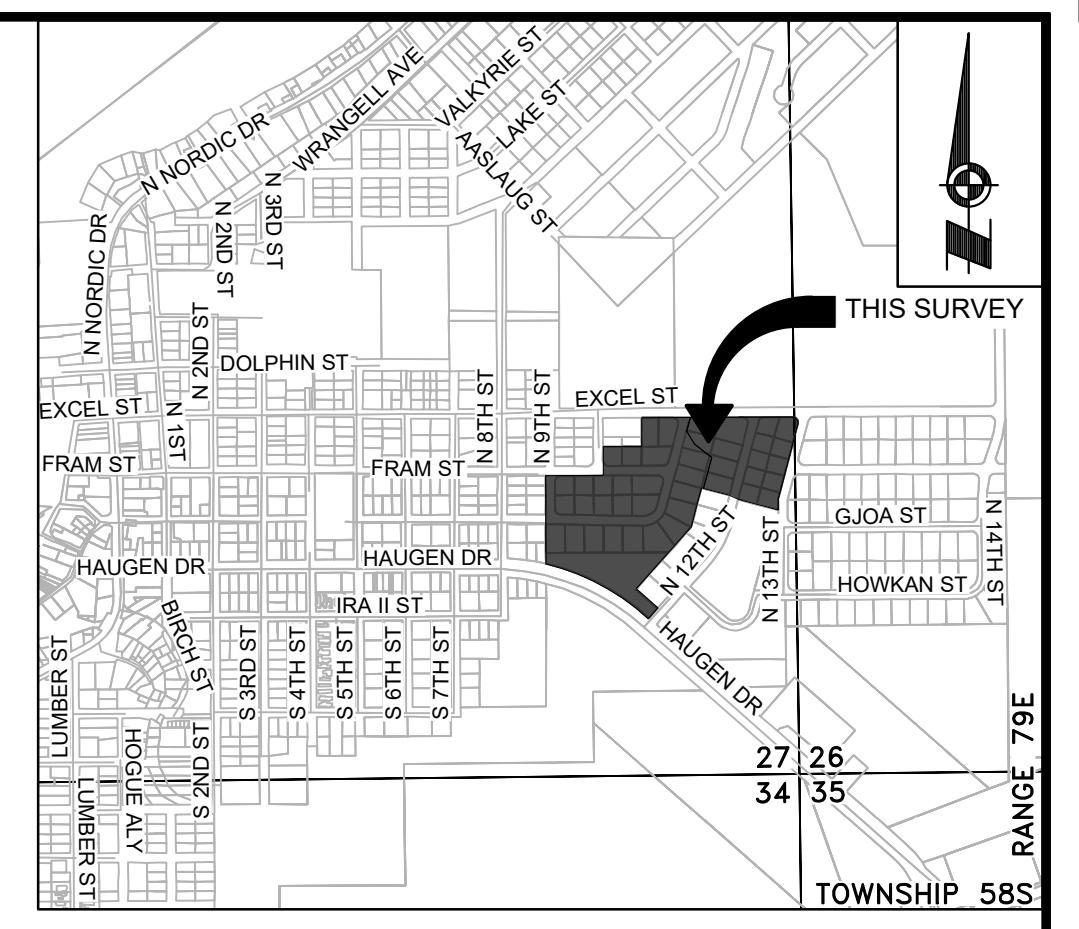 VALKYRIE ST
WRANGELL AVE
LAKE ST
N NORDIC DR
AASLAUG ST
N 3RD ST
N 2ND ST
N NORDIC DR
THIS SURVEY
N 2ND ST
DOLPHIN ST
N 8TH ST
N 9TH ST
EXCEL ST
EXCEL ST
N 1ST
FRAM ST
FRAM ST
GJOA ST
N 12TH ST
N 13TH ST
N 14TH ST
HAUGEN DR
HAUGEN DR
HOWKAN ST
IRA II ST
BIRCH ST
HAUGEN DR
LUMBER ST
S 3RD ST
S 4TH ST
S 5TH ST
S 6TH ST
S 7TH ST
HOGUE ALY
S 2ND ST
LUMBER ST
27 26
34 35
RANGE 79E
TOWNSHIP 58S
N